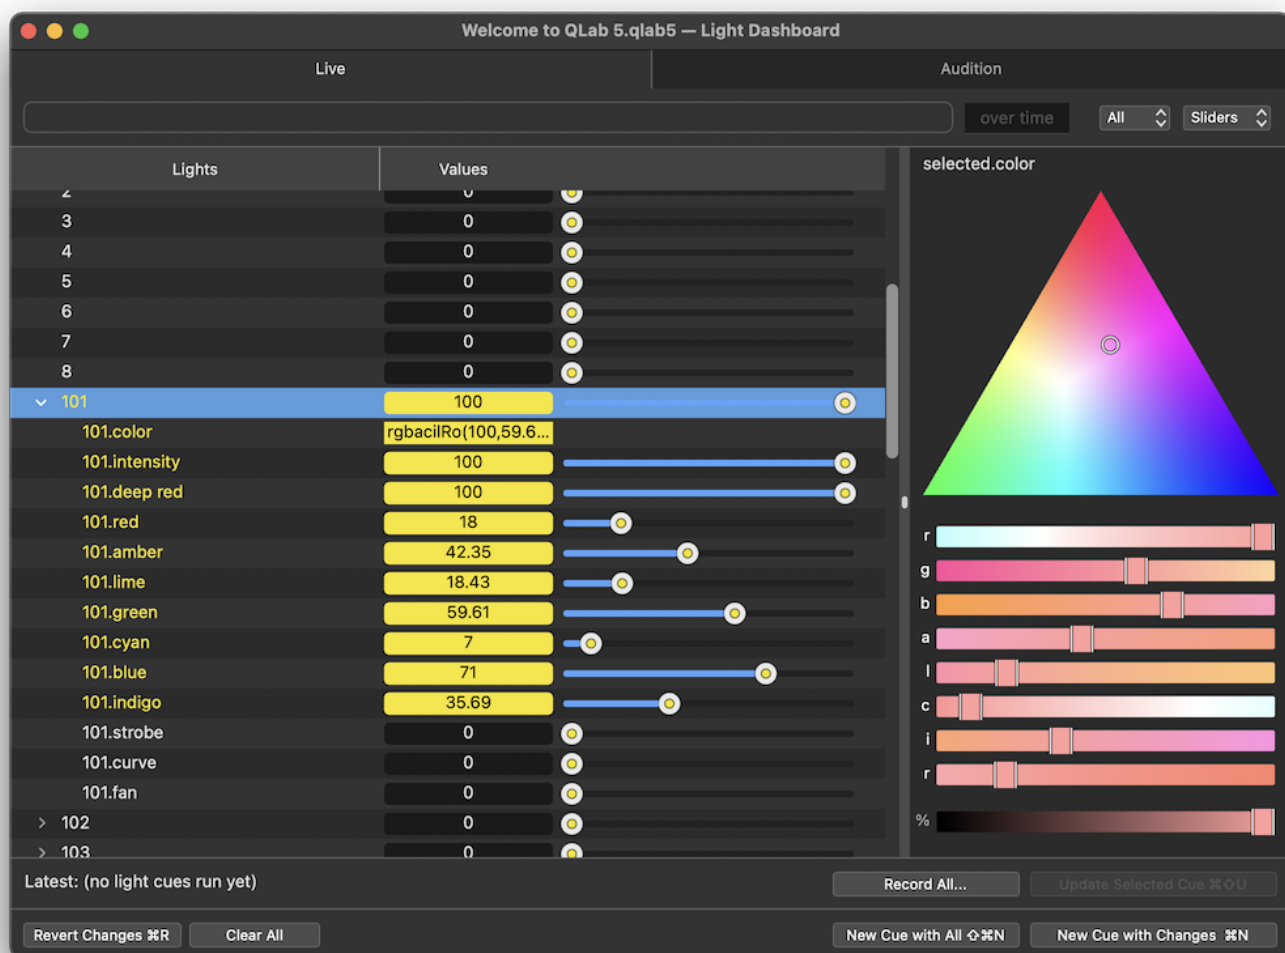 Welcome to QLab 5.qlab5 — Light Dashboard
Live Audition
over time All Sliders
Lights Values selected.color
2 0
3 0
4 0
5 0
6 0
7 0
8 0
101 100
101.color rgbacilRo(100,59.6...
101.intensity 100
101.deep red 100
101.red 18
101.amber 42.35
101.lime 18.43
101.green 59.61
101.cyan 7
101.blue 71
101.indigo 35.69
101.strobe 0
101.curve 0
101.fan 0
102 0
103 0
r
g
b
a
l
c
i
r
%
Latest: (no light cues run yet) Record All... Update Selected Cue ⌘⇧U
Revert Changes ⌘R Clear All New Cue with All ⇧⌘N New Cue with Changes ⌘N